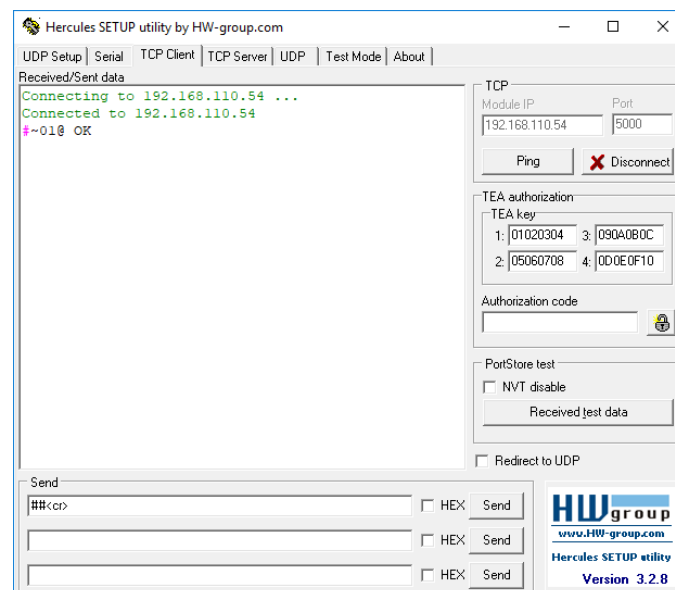 Hercules SETUP utility by HW-group.com
UDP Setup Serial TCP Client TCP Server UDP Test Mode About
Received/Sent data
Connecting to 192.168.110.54 ...
Connected to 192.168.110.54
#~01@ OK
TCP
Module IP Port
192.168.110.54 5000
Ping Disconnect
TEA authorization
TEA key
1: 01020304 3: 090A0B0C
2: 05060708 4: 0D0E0F10
Authorization code
PortStore test
NVT disable
Received test data
Redirect to UDP
Send
##<cr> HEX Send
HEX Send
HEX Send
HW group
www.HW-group.com
Hercules SETUP utility
Version 3.2.8